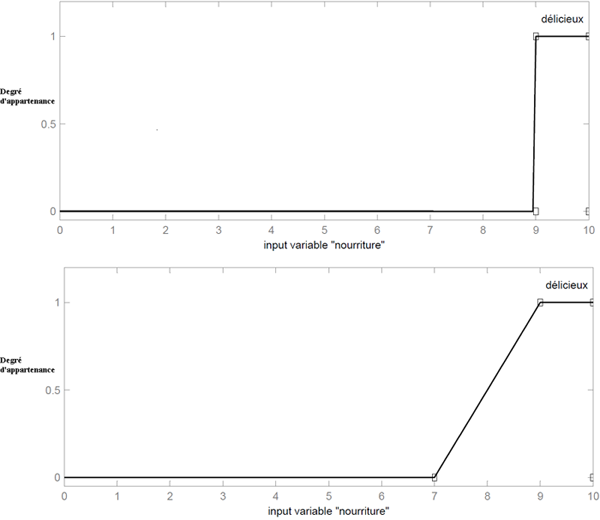 délicieux
1
Degré
d'appartenance
0.5
0
0 1 2 3 4 5 6 7 8 9 10
input variable "nourriture"
délicieux
1
Degré
d'appartenance
0.5
0
0 1 2 3 4 5 6 7 8 9 10
input variable "nourriture"